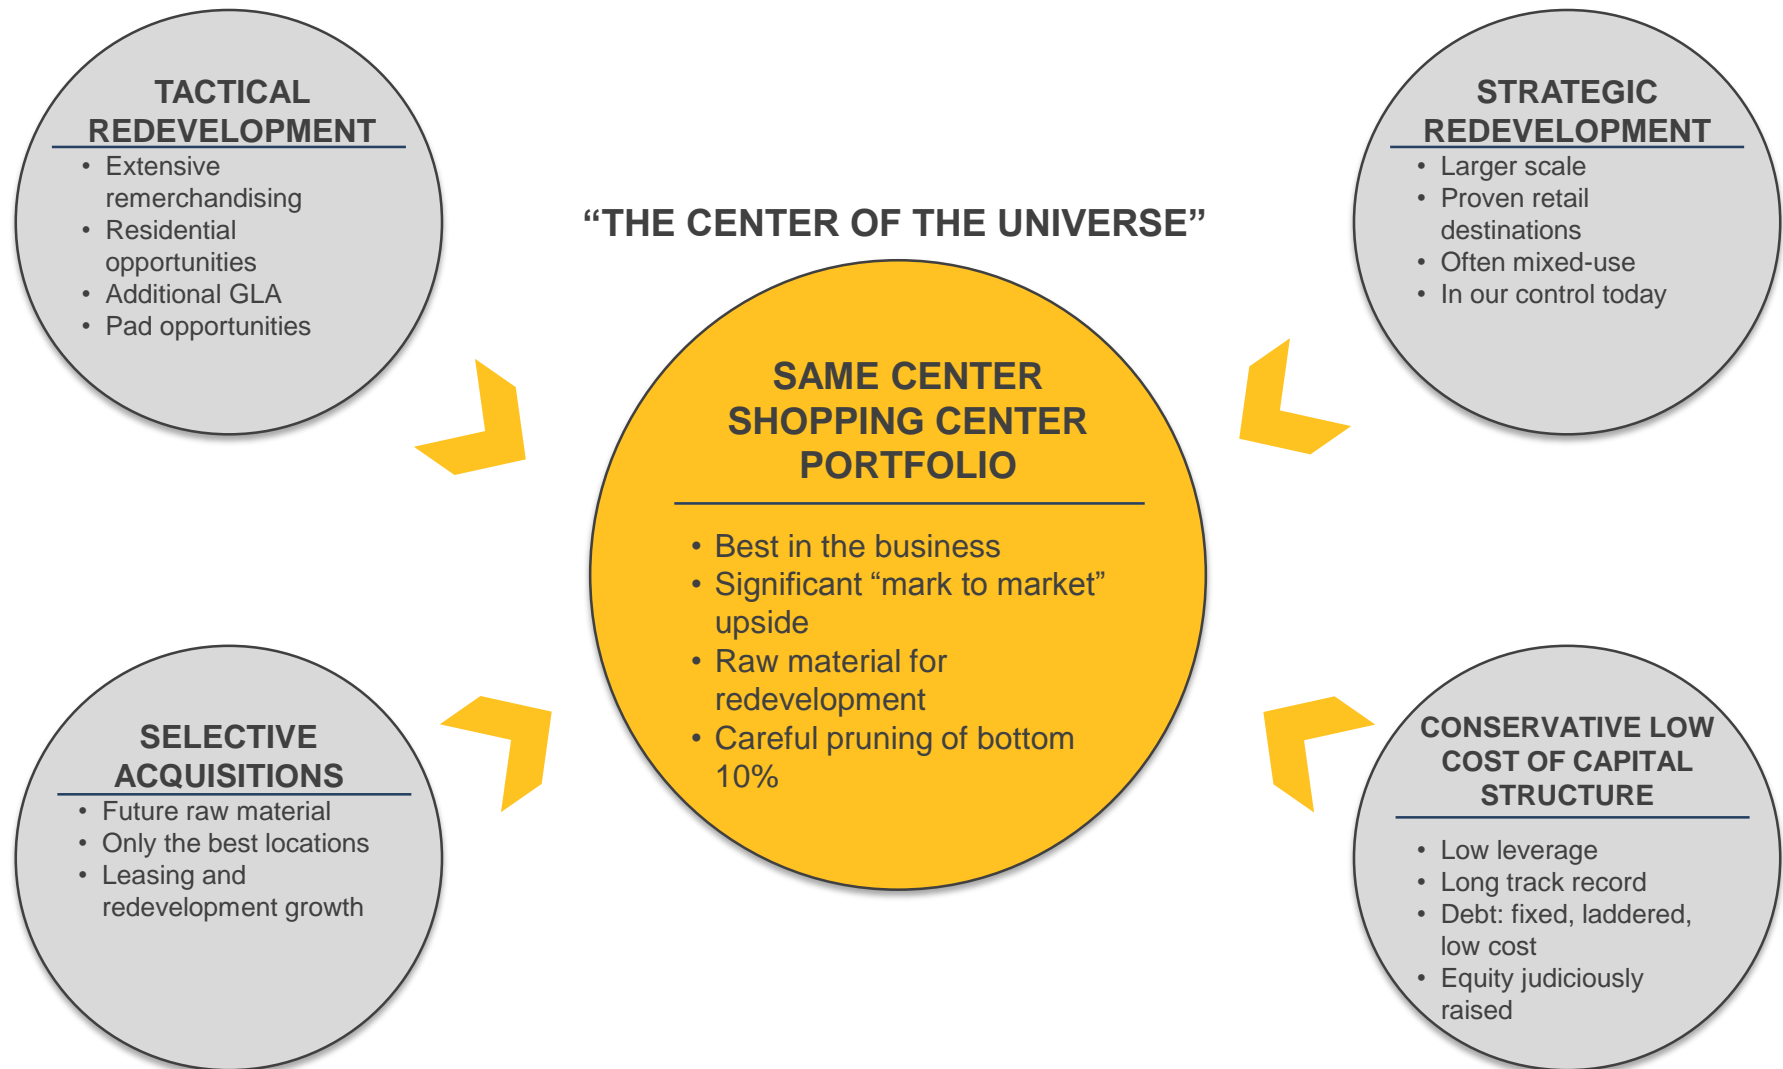 TACTICAL
REDEVELOPMENT
• Extensive
remerchandising
• Residential
opportunities
• Additional GLA
• Pad opportunities
STRATEGIC
REDEVELOPMENT
• Larger scale
• Proven retail
destinations
• Often mixed-use
• In our control today
“THE CENTER OF THE UNIVERSE”
SAME CENTER
SHOPPING CENTER
PORTFOLIO
• Best in the business
• Significant “mark to market”
upside
• Raw material for
redevelopment
• Careful pruning of bottom
10%
SELECTIVE
ACQUISITIONS
• Future raw material
• Only the best locations
• Leasing and
redevelopment growth
CONSERVATIVE LOW
COST OF CAPITAL
STRUCTURE
• Low leverage
• Long track record
• Debt: fixed, laddered,
low cost
• Equity judiciously
raised